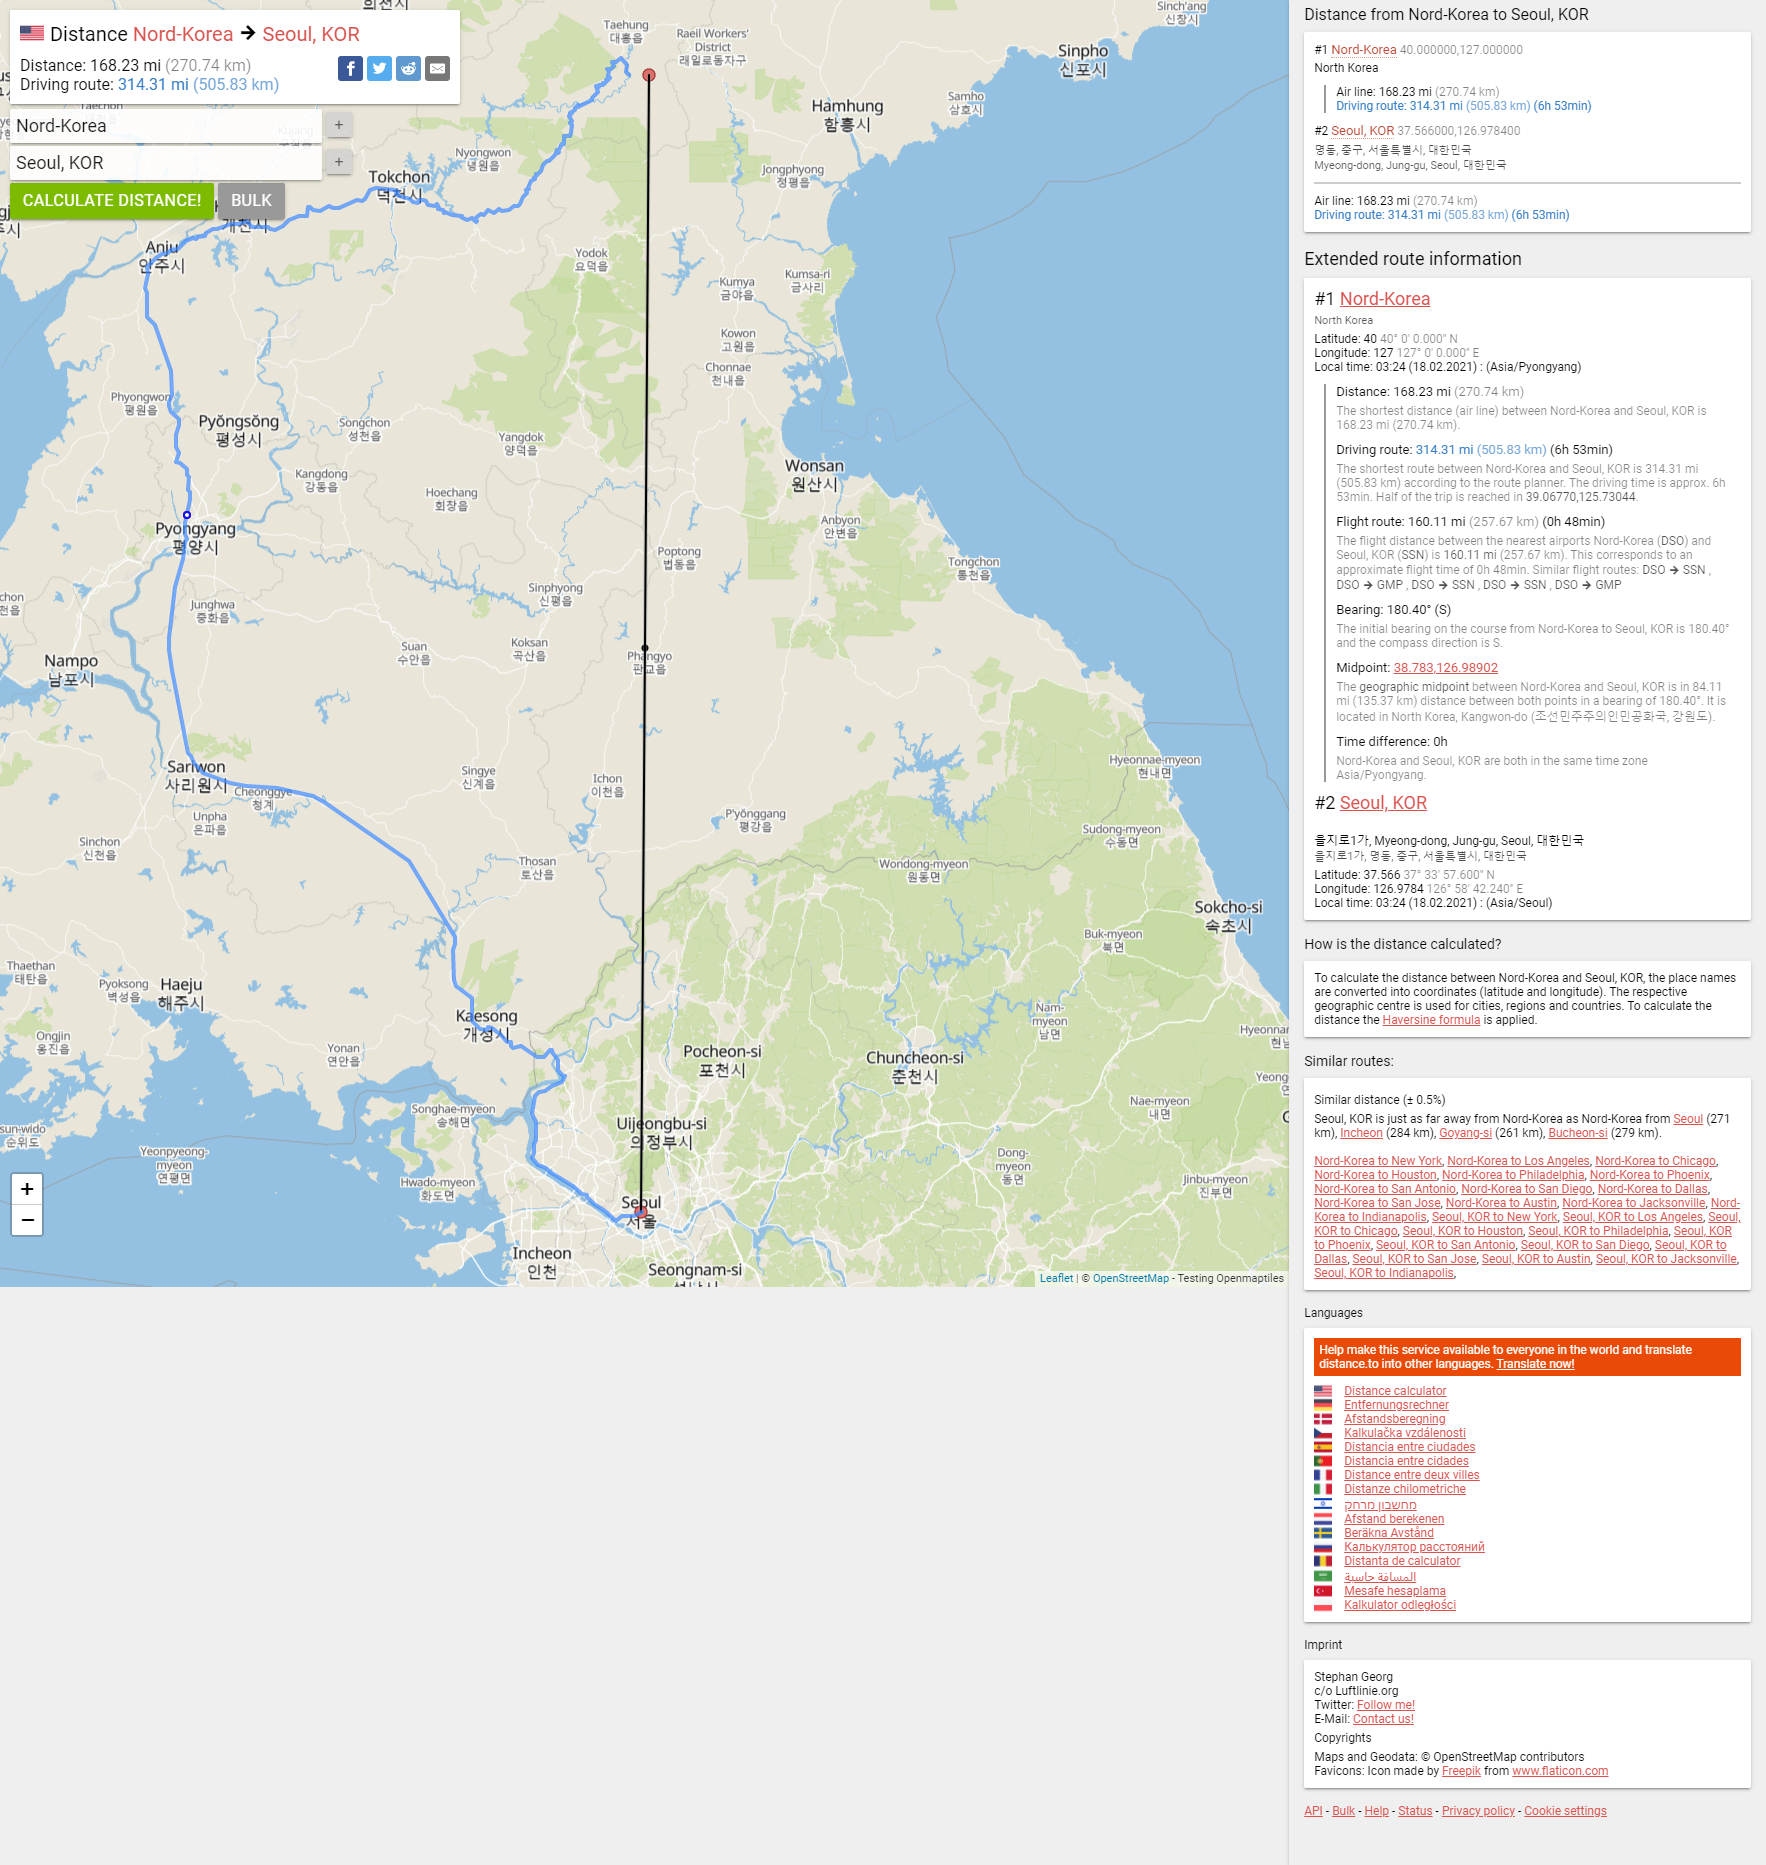 Distance Nord-Korea → Seoul, KOR
Distance: 168.23 mi (270.74 km)
Driving route: 314.31 mi (505.83 km)
Nord-Korea
+
Seoul, KOR
+
CALCULATE DISTANCE!
BULK
Taehung
대흥읍
Raeil Workers'
District
래일로동자구
Sinch'ang
신창읍
Sinpho
신포시
Samho
삼호읍
Hamhung
함흥시
Nyongwon
녕원읍
Jongphyong
정평읍
Tokchon
덕천시
개천시
Anju
안주시
Yodok
요덕읍
Kumya
금야읍
Kumsa-ri
금사리
Kowon
고원읍
Chonnae
천내읍
Phyongwon
평원읍
Pyŏngsŏng
평성시
Songchon
성천읍
Yangdok
양덕읍
Kangdong
강동읍
Wonsan
원산시
Hoechang
회창읍
Pyongyang
평양시
Anbyon
안변읍
Poptong
법동읍
Tongchon
통천읍
Sinphyong
신평읍
Junghwa
중화읍
Suan
수안읍
Koksan
곡산읍
Phangyo
판교읍
Nampo
남포시
Sariwon
사리원시
Cheonggye
청계
Singye
신계읍
Ichon
이천읍
Hyeonnae-myeon
현내면
Unpha
은파읍
P'yŏnggang
평강읍
Sinchon
신천읍
Sudong-myeon
수동면
Thosan
토산읍
Wondong-myeon
원동면
Sokcho-si
속초시
Buk-myeon
북면
Thaethan
태탄읍
Pyoksong
벽성읍
Haeju
해주시
Kaesong
개성시
Nam-
myeon
남면
Ongjin
옹진읍
Yonan
연안읍
Pocheon-si
포천시
Chuncheon-si
춘천시
Songhae-myeon
송해면
Nae-myeon
내면
Uijeongbu-si
의정부시
sun-wido
순위도
Yeonpyeong-
myeon
연평면
Hwado-myeon
화도면
Dong-
myeon
동면
Jinbu-myeon
진부면
Seoul
서울
Incheon
인천
Seongnam-si
+
−
Leaflet | © OpenStreetMap - Testing Openmaptiles
Distance from Nord-Korea to Seoul, KOR
#1 Nord-Korea 40.000000,127.000000
North Korea
Air line: 168.23 mi (270.74 km)
Driving route: 314.31 mi (505.83 km) (6h 53min)
#2 Seoul, KOR 37.566000,126.978400
명동, 중구, 서울특별시, 대한민국
Myeong-dong, Jung-gu, Seoul, 대한민국
Air line: 168.23 mi (270.74 km)
Driving route: 314.31 mi (505.83 km) (6h 53min)
Extended route information
#1 Nord-Korea
North Korea
Latitude: 40 40° 0' 0.000" N
Longitude: 127 127° 0' 0.000" E
Local time: 03:24 (18.02.2021) : (Asia/Pyongyang)
Distance: 168.23 mi (270.74 km)
The shortest distance (air line) between Nord-Korea and Seoul, KOR is
168.23 mi (270.74 km).
Driving route: 314.31 mi (505.83 km) (6h 53min)
The shortest route between Nord-Korea and Seoul, KOR is 314.31 mi
(505.83 km) according to the route planner. The driving time is approx. 6h
53min. Half of the trip is reached in 39.06770,125.73044.
Flight route: 160.11 mi (257.67 km) (0h 48min)
The flight distance between the nearest airports Nord-Korea (DSO) and
Seoul, KOR (SSN) is 160.11 mi (257.67 km). This corresponds to an
approximate flight time of 0h 48min. Similar flight routes: DSO → SSN ,
DSO → GMP , DSO → SSN , DSO → SSN , DSO → GMP
Bearing: 180.40° (S)
The initial bearing on the course from Nord-Korea to Seoul, KOR is 180.40°
and the compass direction is S.
Midpoint: 38.783,126.98902
The geographic midpoint between Nord-Korea and Seoul, KOR is in 84.11
mi (135.37 km) distance between both points in a bearing of 180.40°. It is
located in North Korea, Kangwon-do (조선민주주의인민공화국, 강원도).
Time difference: 0h
Nord-Korea and Seoul, KOR are both in the same time zone
Asia/Pyongyang.
#2 Seoul, KOR
을지로1가, Myeong-dong, Jung-gu, Seoul, 대한민국
을지로1가, 명동, 중구, 서울특별시, 대한민국
Latitude: 37.566 37° 33' 57.600" N
Longitude: 126.9784 126° 58' 42.240" E
Local time: 03:24 (18.02.2021) : (Asia/Seoul)
How is the distance calculated?
To calculate the distance between Nord-Korea and Seoul, KOR, the place names
are converted into coordinates (latitude and longitude). The respective
geographic centre is used for cities, regions and countries. To calculate the
distance the Haversine formula is applied.
Similar routes:
Similar distance (± 0.5%)
Seoul, KOR is just as far away from Nord-Korea as Nord-Korea from Seoul (271
km), Incheon (284 km), Goyang-si (261 km), Bucheon-si (279 km).
Nord-Korea to New York, Nord-Korea to Los Angeles, Nord-Korea to Chicago,
Nord-Korea to Houston, Nord-Korea to Philadelphia, Nord-Korea to Phoenix,
Nord-Korea to San Antonio, Nord-Korea to San Diego, Nord-Korea to Dallas,
Nord-Korea to San Jose, Nord-Korea to Austin, Nord-Korea to Jacksonville, Nord-
Korea to Indianapolis, Seoul, KOR to New York, Seoul, KOR to Los Angeles, Seoul,
KOR to Chicago, Seoul, KOR to Houston, Seoul, KOR to Philadelphia, Seoul, KOR
to Phoenix, Seoul, KOR to San Antonio, Seoul, KOR to San Diego, Seoul, KOR to
Dallas, Seoul, KOR to San Jose, Seoul, KOR to Austin, Seoul, KOR to Jacksonville,
Seoul, KOR to Indianapolis,
Languages
Help make this service available to everyone in the world and translate
distance.to into other languages. Translate now!
Distance calculator
Entfernungsrechner
Afstandsberegning
Kalkulačka vzdálenosti
Distancia entre ciudades
Distancia entre cidades
Distance entre deux villes
Distanze chilometriche
מחשבון מרחק
Afstand berekenen
Beräkna Avstånd
Калькулятор расстояний
Distanta de calculator
المسافة حاسبة
Mesafe hesaplama
Kalkulator odległości
Imprint
Stephan Georg
c/o Luftlinie.org
Twitter: Follow me!
E-Mail: Contact us!
Copyrights
Maps and Geodata: © OpenStreetMap contributors
Favicons: Icon made by Freepik from www.flaticon.com
API - Bulk - Help - Status - Privacy policy - Cookie settings